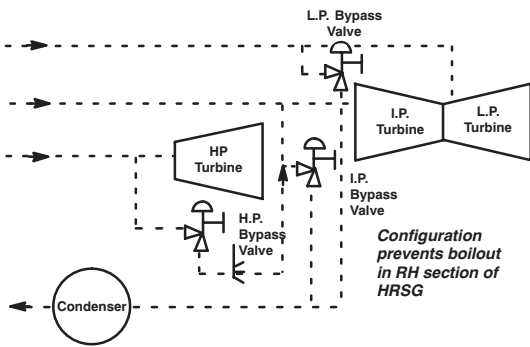 L.P. Bypass
Valve
I.P.
Turbine
L.P.
Turbine
HP
Turbine
I.P.
Bypass
Valve
H.P.
Bypass
Valve
Configuration
prevents boilout
in RH section of
HRSG
Condenser